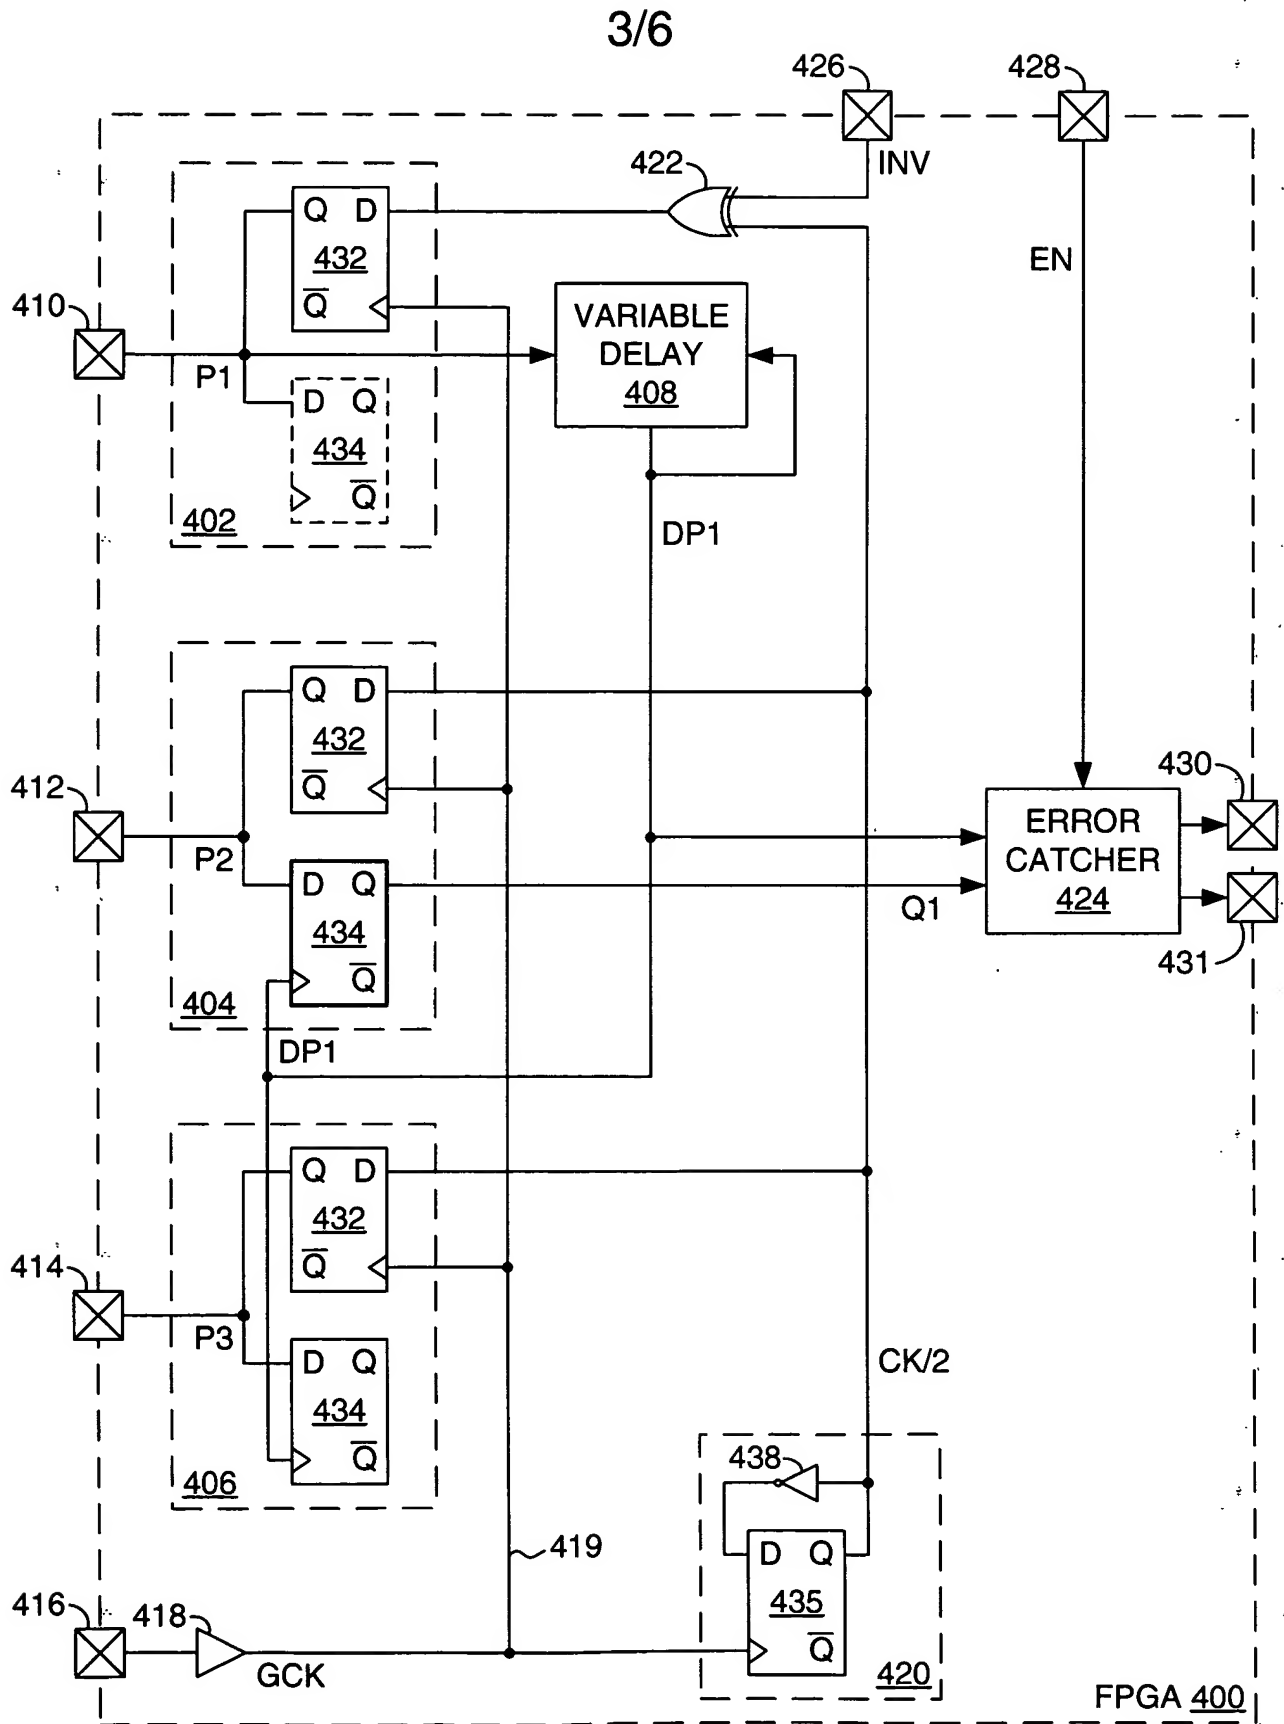 3/6
426
428
INV
422
EN
Q D
432
Q̅
410
P1
VARIABLE
DELAY
408
D Q
434
Q̅
402
DP1
Q D
432
Q̅
412
P2
D Q
434
Q̅
404
Q1
ERROR
CATCHER
424
430
431
DP1
Q D
432
Q̅
414
P3
D Q
434
Q̅
406
CK/2
438
D Q
435
Q̅
420
419
416
418
GCK
FPGA 400